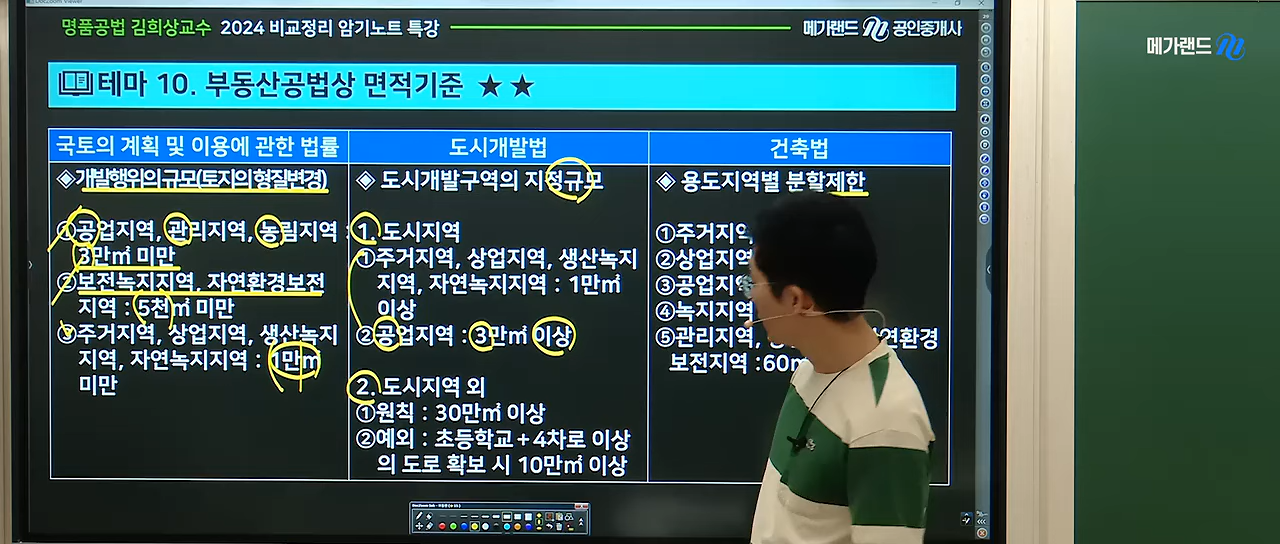 명품공법 김희상교수 2024 비교정리 암기노트 특강
메가랜드 공인중개사
메가랜드
테마 10. 부동산공법상 면적기준 ★★
국토의 계획 및 이용에 관한 법률
◈개발행위의 규모(토지의 형질변경)
①공업지역, 관리지역, 농림지역 :
3만㎡ 미만
②보전녹지지역, 자연환경보전
지역 : 5천㎡ 미만
③주거지역, 상업지역, 생산녹지
지역, 자연녹지지역 : 1만㎡
미만
도시개발법
◈ 도시개발구역의 지정규모
1. 도시지역
①주거지역, 상업지역, 생산녹지
지역, 자연녹지지역 : 1만㎡
이상
②공업지역 : 3만㎡ 이상
2. 도시지역 외
①원칙 : 30만㎡ 이상
②예외 : 초등학교+4차로 이상
의 도로 확보 시 10만㎡ 이상
건축법
◈ 용도지역별 분할제한
①주거지역
②상업지역
③공업지역
④녹지지역
⑤관리지역, 연환경
보전지역 :60